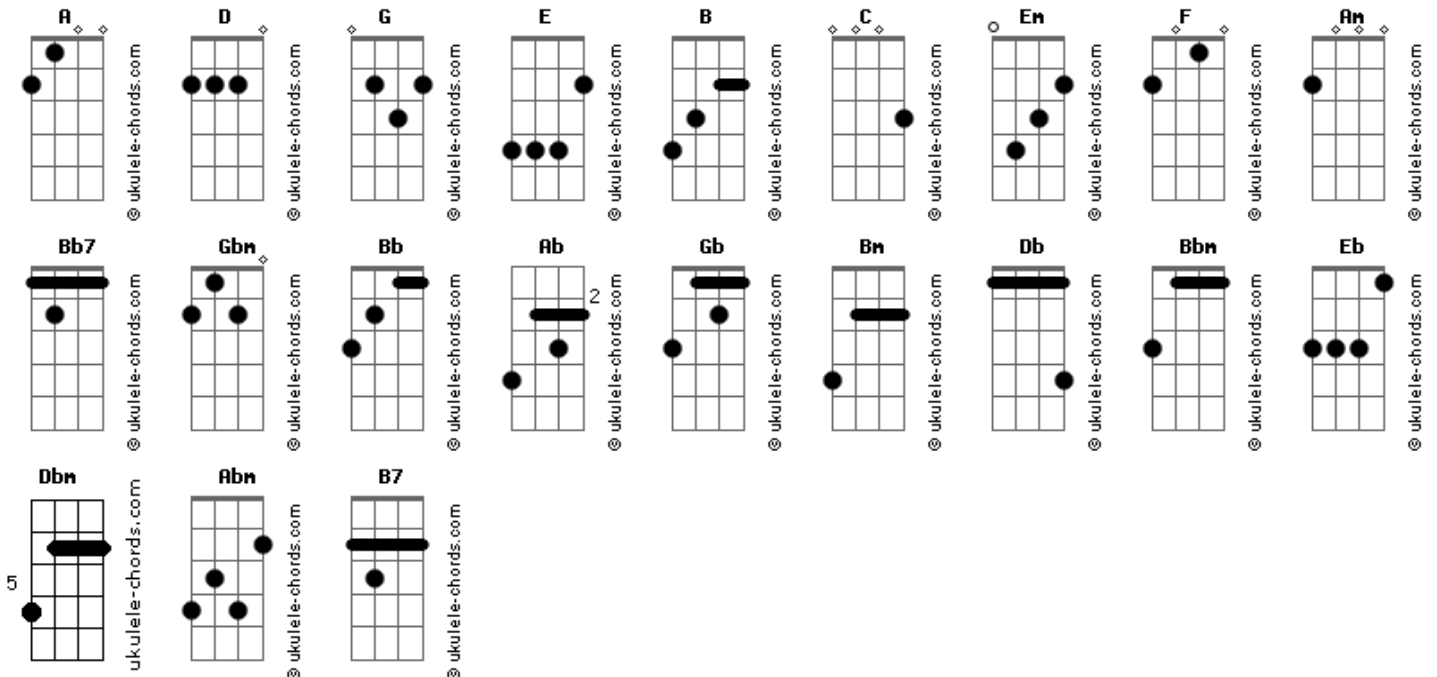 A D G E B C Em F Am
© ukulele-chords.com © ukulele-chords.com © ukulele-chords.com © ukulele-chords.com © ukulele-chords.com © ukulele-chords.com © ukulele-chords.com © ukulele-chords.com © ukulele-chords.com
Bb7 Gbm Bb Ab Gb Bm Db Bbm Eb
2
© ukulele-chords.com © ukulele-chords.com © ukulele-chords.com © ukulele-chords.com © ukulele-chords.com © ukulele-chords.com © ukulele-chords.com © ukulele-chords.com © ukulele-chords.com
Dbm Abm B7
5
ukulele-chords.com © ukulele-chords.com © ukulele-chords.com